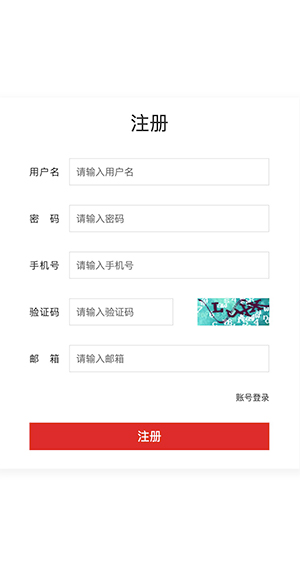 注册
用户名 请输入用户名
密 码 请输入密码
手机号 请输入手机号
验证码 请输入验证码
邮 箱 请输入邮箱
账号登录
注册